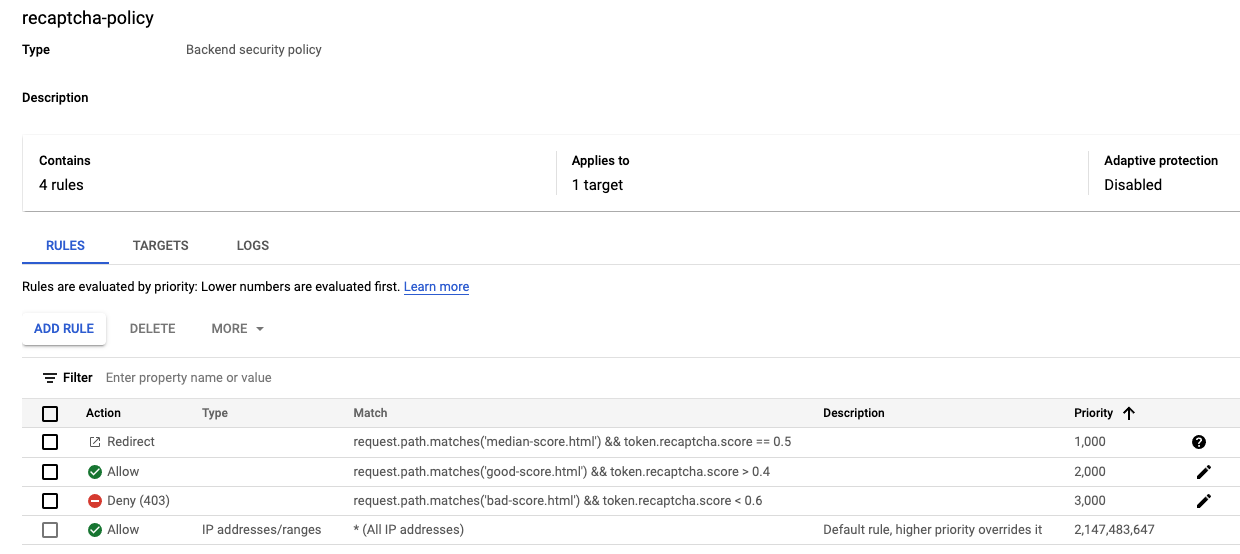 recaptcha-policy
Type Backend security policy
Description
Contains Applies to Adaptive protection
4 rules 1 target Disabled
RULES TARGETS LOGS
Rules are evaluated by priority: Lower numbers are evaluated first. Learn more
ADD RULE DELETE MORE
Filter Enter property name or value
Action Type Match Description Priority
Redirect request.path.matches('median-score.html') && token.recaptcha.score == 0.5 1,000
Allow request.path.matches('good-score.html') && token.recaptcha.score > 0.4 2,000
Deny (403) request.path.matches('bad-score.html') && token.recaptcha.score < 0.6 3,000
Allow IP addresses/ranges * (All IP addresses) Default rule, higher priority overrides it 2,147,483,647